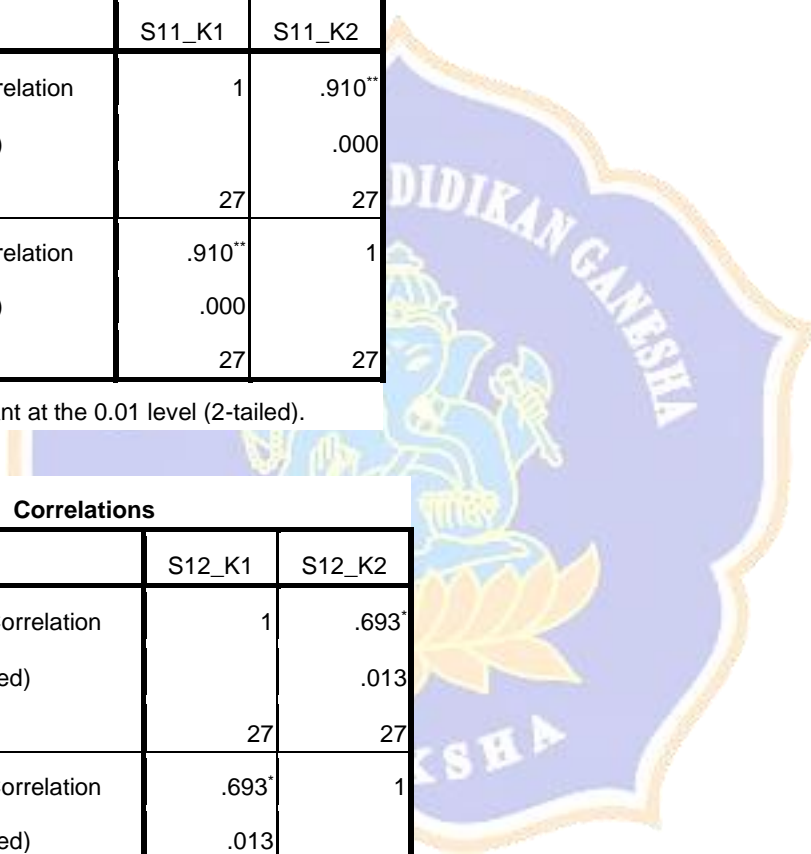 S11_K1 S11_K2
relation 1 .910**
) .000
27 27
relation .910** 1
) .000
27 27
ant at the 0.01 level (2-tailed).
Correlations
S12_K1 S12_K2
orrelation 1 .693*
ed) .013
27 27
orrelation .693* 1
ed) .013
DIDIKAN GANESHA
KSHA